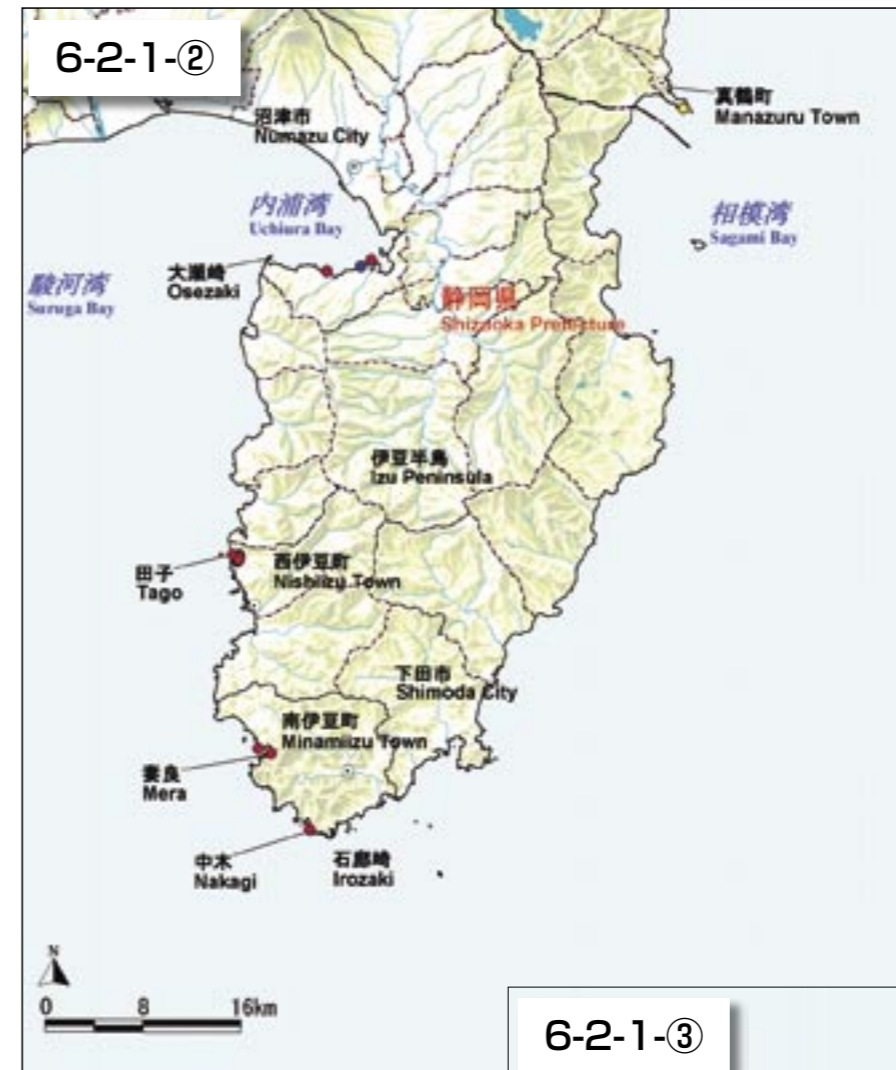 6-2-1-②
真鶴町
Manazuru Town
沼津市
Numazu City
内浦湾
Uchiura Bay
相模湾
Sagami Bay
大瀬崎
Osezaki
駿河湾
Suruga Bay
静岡県
Shizuoka Prefecture
伊豆半島
Izu Peninsula
田子
Tago
西伊豆町
Nishiizu Town
下田市
Shimoda City
南伊豆町
Minamiizu Town
妻良
Mera
中木
Nakagi
石廊崎
Irozaki
N
0 8 16km
6-2-1-③